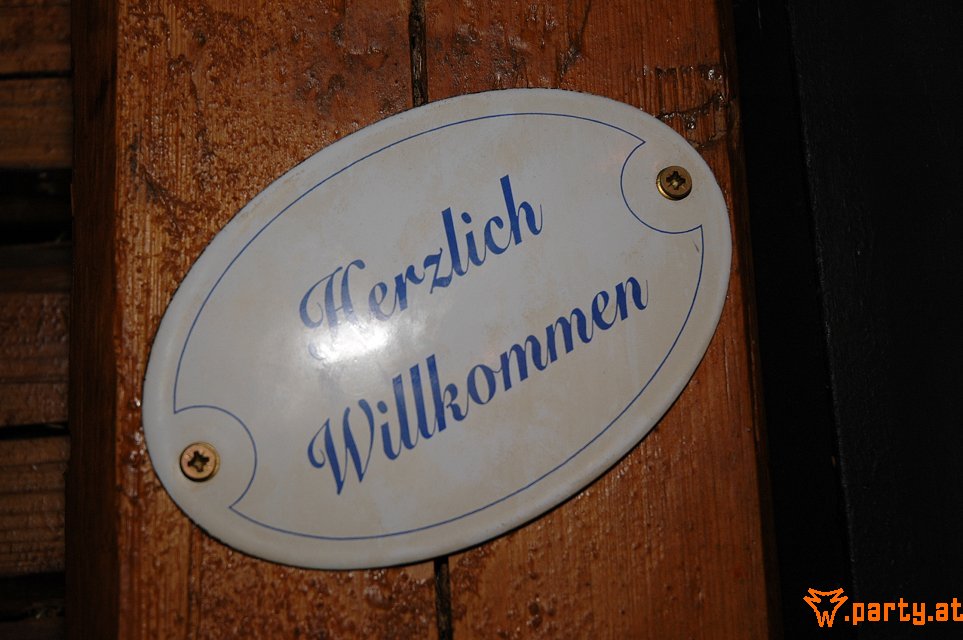 Herzlich
Willkommen
.party.at